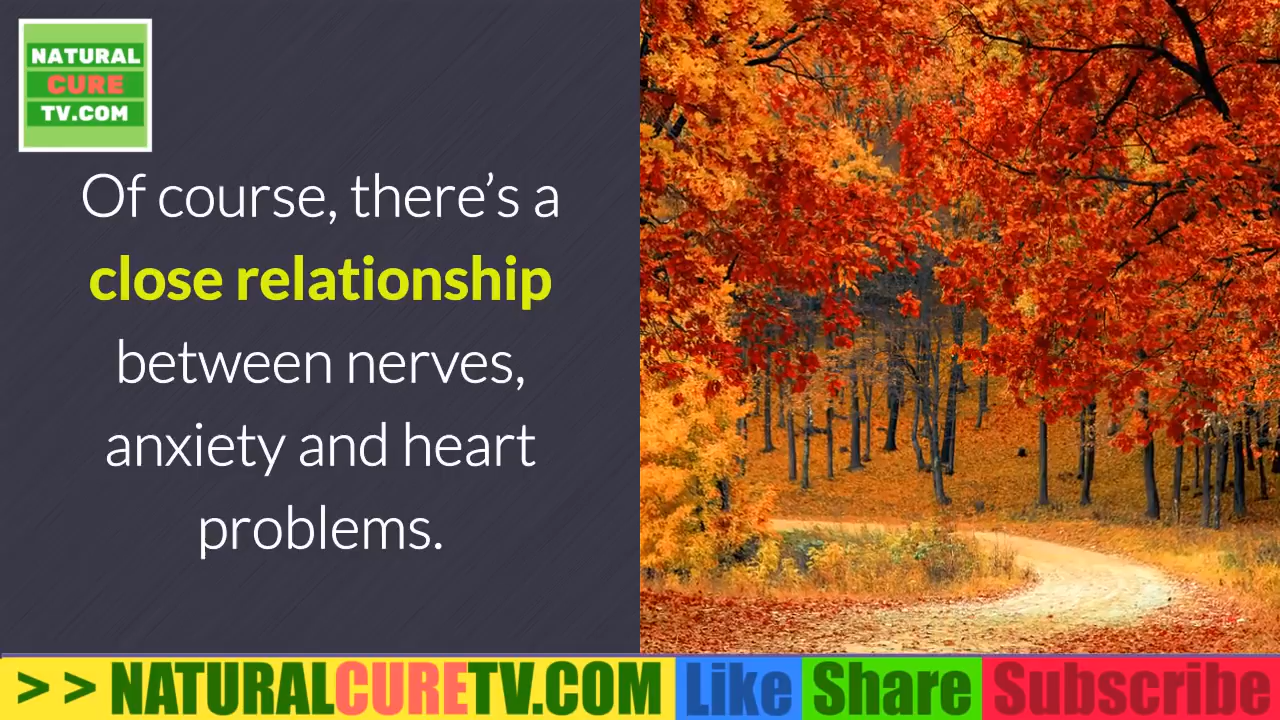 NATURAL
CURE
TV.COM
Of course, there’s a
close relationship
between nerves,
anxiety and heart
problems.
> > NATURALCURETV.COM Like Share Subscribe